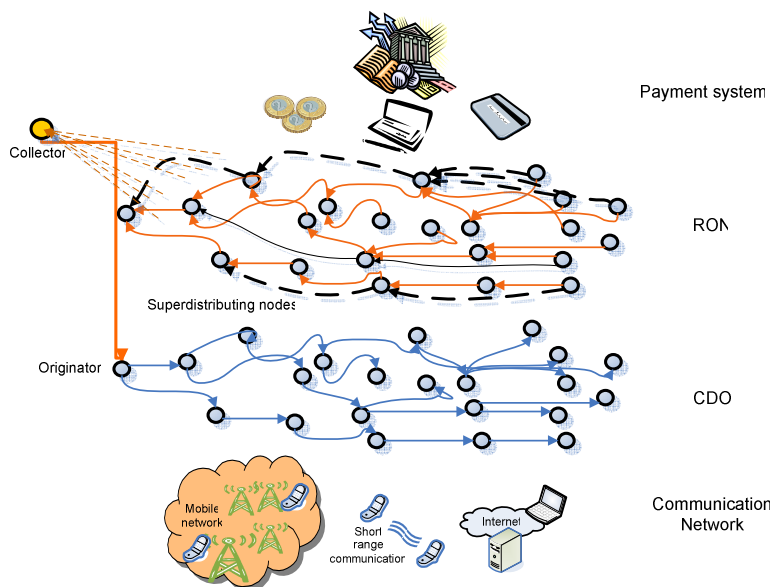 Payment system
Collector
RON
Superdistributing nodes
Originator
CDO
Mobile
network
Short
range
communication
Internet
Communication
Network